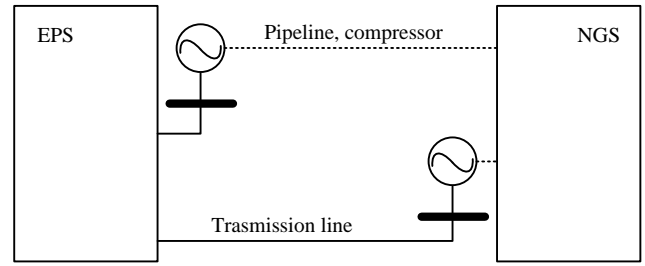 EPS
Pipeline, compressor
NGS
Trasmission line